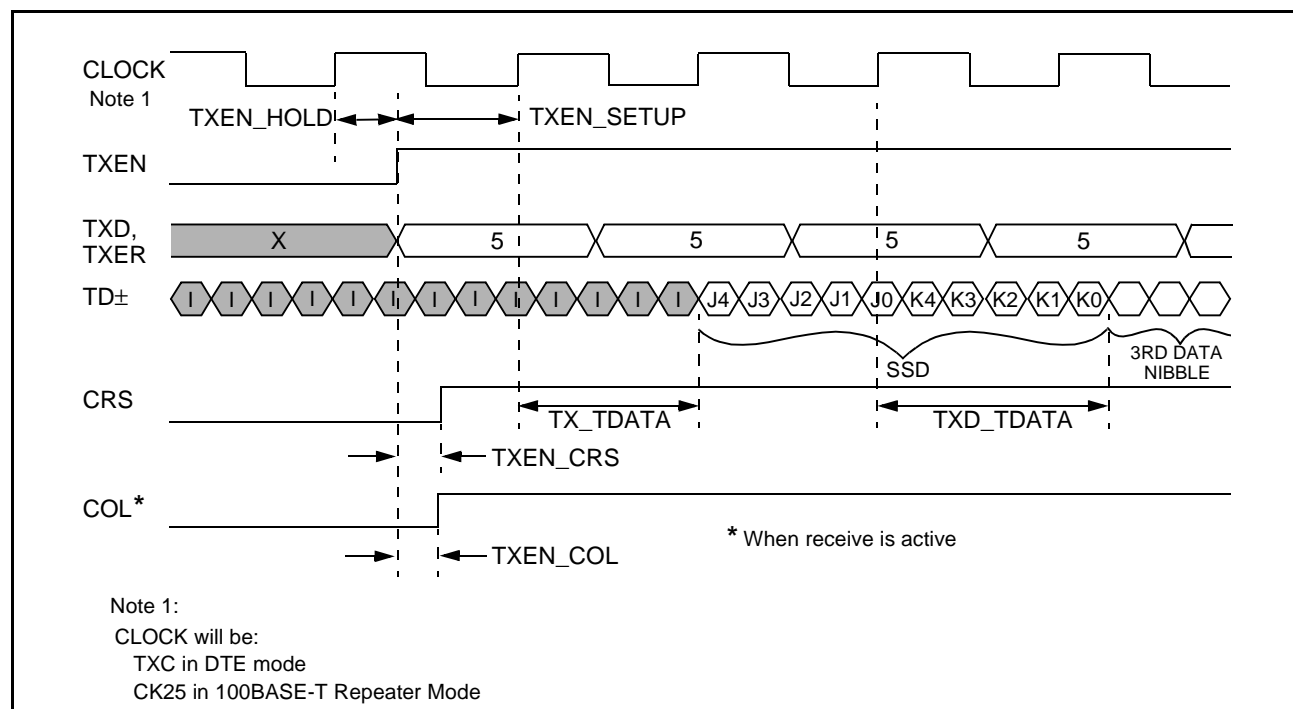 CLOCK
Note 1
TXEN_HOLD
TXEN_SETUP
TXEN
TXD,
TXER
X 5 5 5 5
TD±
I I I I I I I I I I I I I J4 J3 J2 J1 J0 K4 K3 K2 K1 K0
SSD
3RD DATA
NIBBLE
CRS
TX_TDATA
TXD_TDATA
TXEN_CRS
COL*
* When receive is active
TXEN_COL
Note 1:
CLOCK will be:
TXC in DTE mode
CK25 in 100BASE-T Repeater Mode